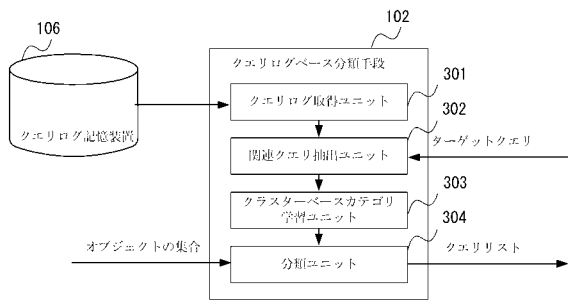 106
102
クエリログベース分類手段
301
クエリログ取得ユニット
302
クエリログ記憶装置
関連クエリ抽出ユニット
ターゲットクエリ
303
クラスターベースカテゴリ
学習ユニット
304
オブジェクトの集合
分類ユニット
クエリリスト